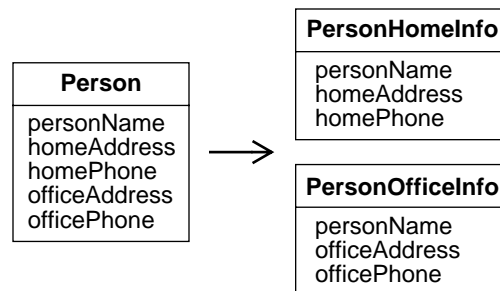 Person
personName
homeAddress
homePhone
officeAddress
officePhone
PersonHomeInfo
personName
homeAddress
homePhone
PersonOfficeInfo
personName
officeAddress
officePhone